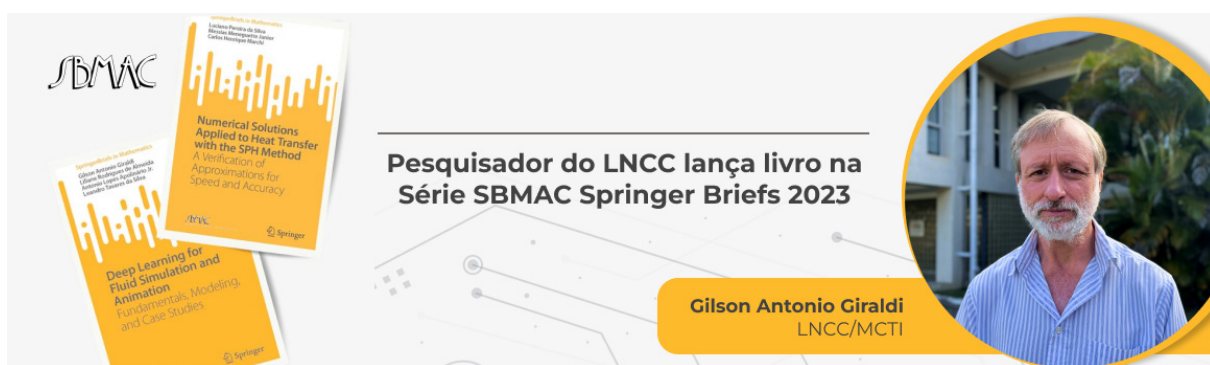 SBMAC
SpringerBriefs in Mathematics
Luciano Pereira da Silva
Messias Meneguette Junior
Carlos Henrique Marchi
Numerical Solutions
Applied to Heat Transfer
with the SPH Method
A Verification of
Approximations for
Speed and Accuracy
SBMAC
Springer
SpringerBriefs in Mathematics
Gilson Antonio Giraldi
Liliane Rodrigues de Almeida
Antonio Lopes Apolinário Jr.
Leandro Tavares da Silva
Deep Learning for
Fluid Simulation and
Animation
Fundamentals, Modeling,
and Case Studies
Springer
Pesquisador do LNCC lança livro na
Série SBMAC Springer Briefs 2023
Gilson Antonio Giraldi
LNCC/MCTI